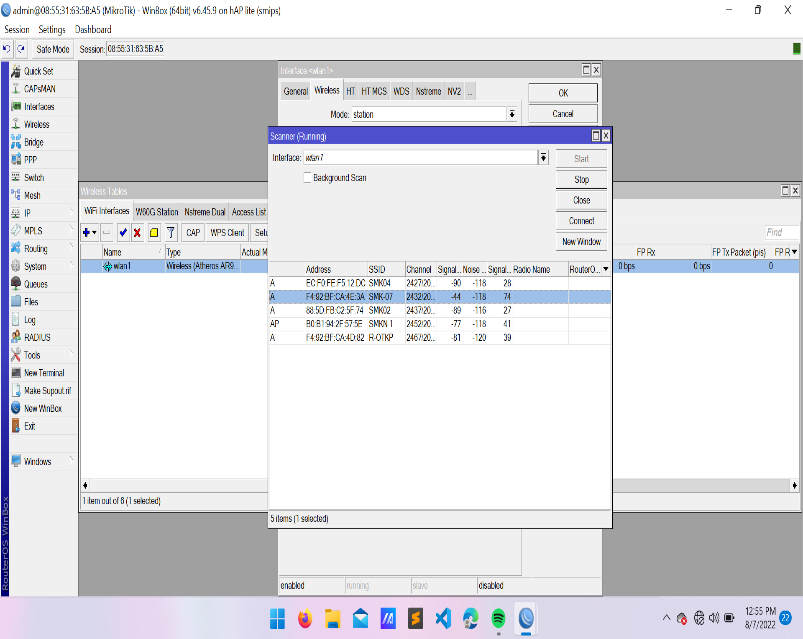 admin@08:55:31:63:5B:A5 (MikroTik) - WinBox (64bit) v6.45.9 on hAP lite (smips)
Session Settings Dashboard
Safe Mode Session: 08:55:31:63:5B:A5
Quick Set
CAPsMAN
Interfaces
Wireless
Bridge
PPP
Switch
Mesh
IP
MPLS
Routing
System
Queues
Files
Log
RADIUS
Tools
New Terminal
Make Supout.rif
New WinBox
Exit
Windows
RouterOS WinBox
Interface <wlan1>
General Wireless HT HT MCS WDS Nstreme NV2 ...
OK
Cancel
Mode: station
Scanner (Running)
Interface: wlan1
Background Scan
Start
Stop
Close
Connect
New Window
Address SSID Channel Signal... Noise ... Signal... Radio Name RouterO...
A EC:F0:FE:F5:12:DC SMK04 2427/20... -90 -118 28
A F4:92:BF:CA:4E:3A SMK-07 2432/20... -44 -118 74
A 88:5D:FB:C2:5F:74 SMK02 2437/20... -89 -116 27
AP B0:B1:94:2F:57:5E SMKN 1 2452/20... -77 -118 41
A F4:92:BF:CA:4D:82 R-OTKP 2467/20... -81 -120 39
5 items (1 selected)
Wireless Tables
WiFi Interfaces W60G Station Nstreme Dual Access List
CAP WPS Client Setu
Find
Name Type Actual M FP Rx FP Tx Packet (p/s) FP R
wlan1 Wireless (Atheros AR9... 0 bps 0 bps 0
1 item out of 6 (1 selected)
enabled running slave disabled
12:55 PM
8/7/2022
22